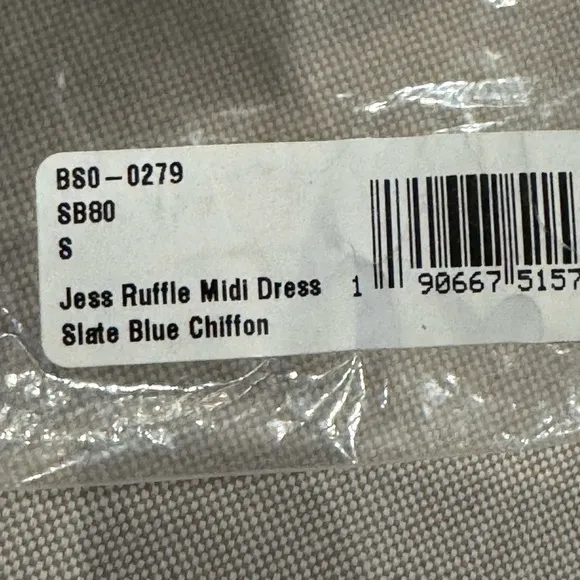 BS0-0279
SB80
S
Jess Ruffle Midi Dress
Slate Blue Chiffon
1 90667 5157